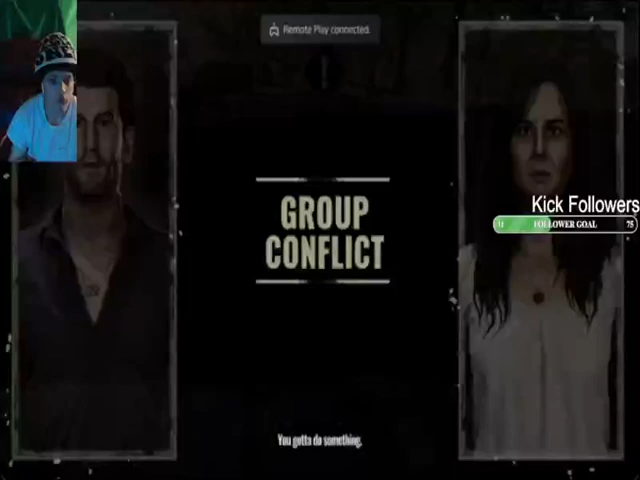 Remote Play connected.
GROUP
CONFLICT
Kick Followers
FOLLOWER GOAL
75
You gotta do something.